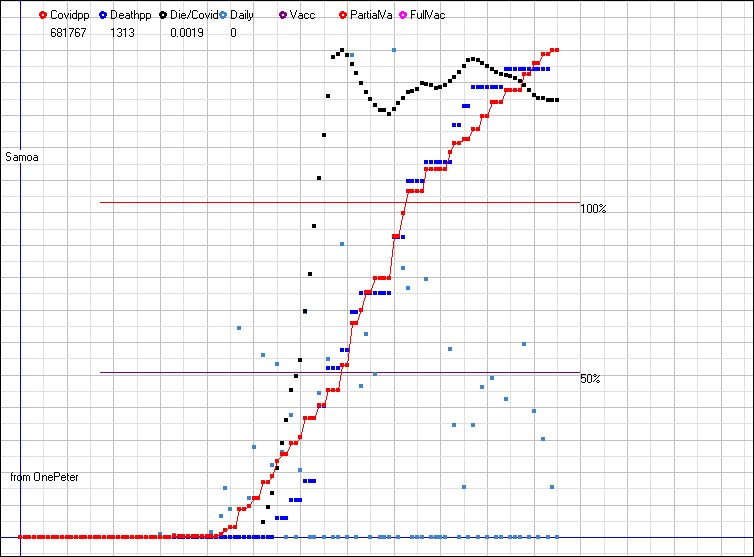 Covidpp Deathpp Die/Covid Daily Vacc PartialVa FullVac
681767 1313 0.0019 0
Samoa
100%
50%
from OnePeter